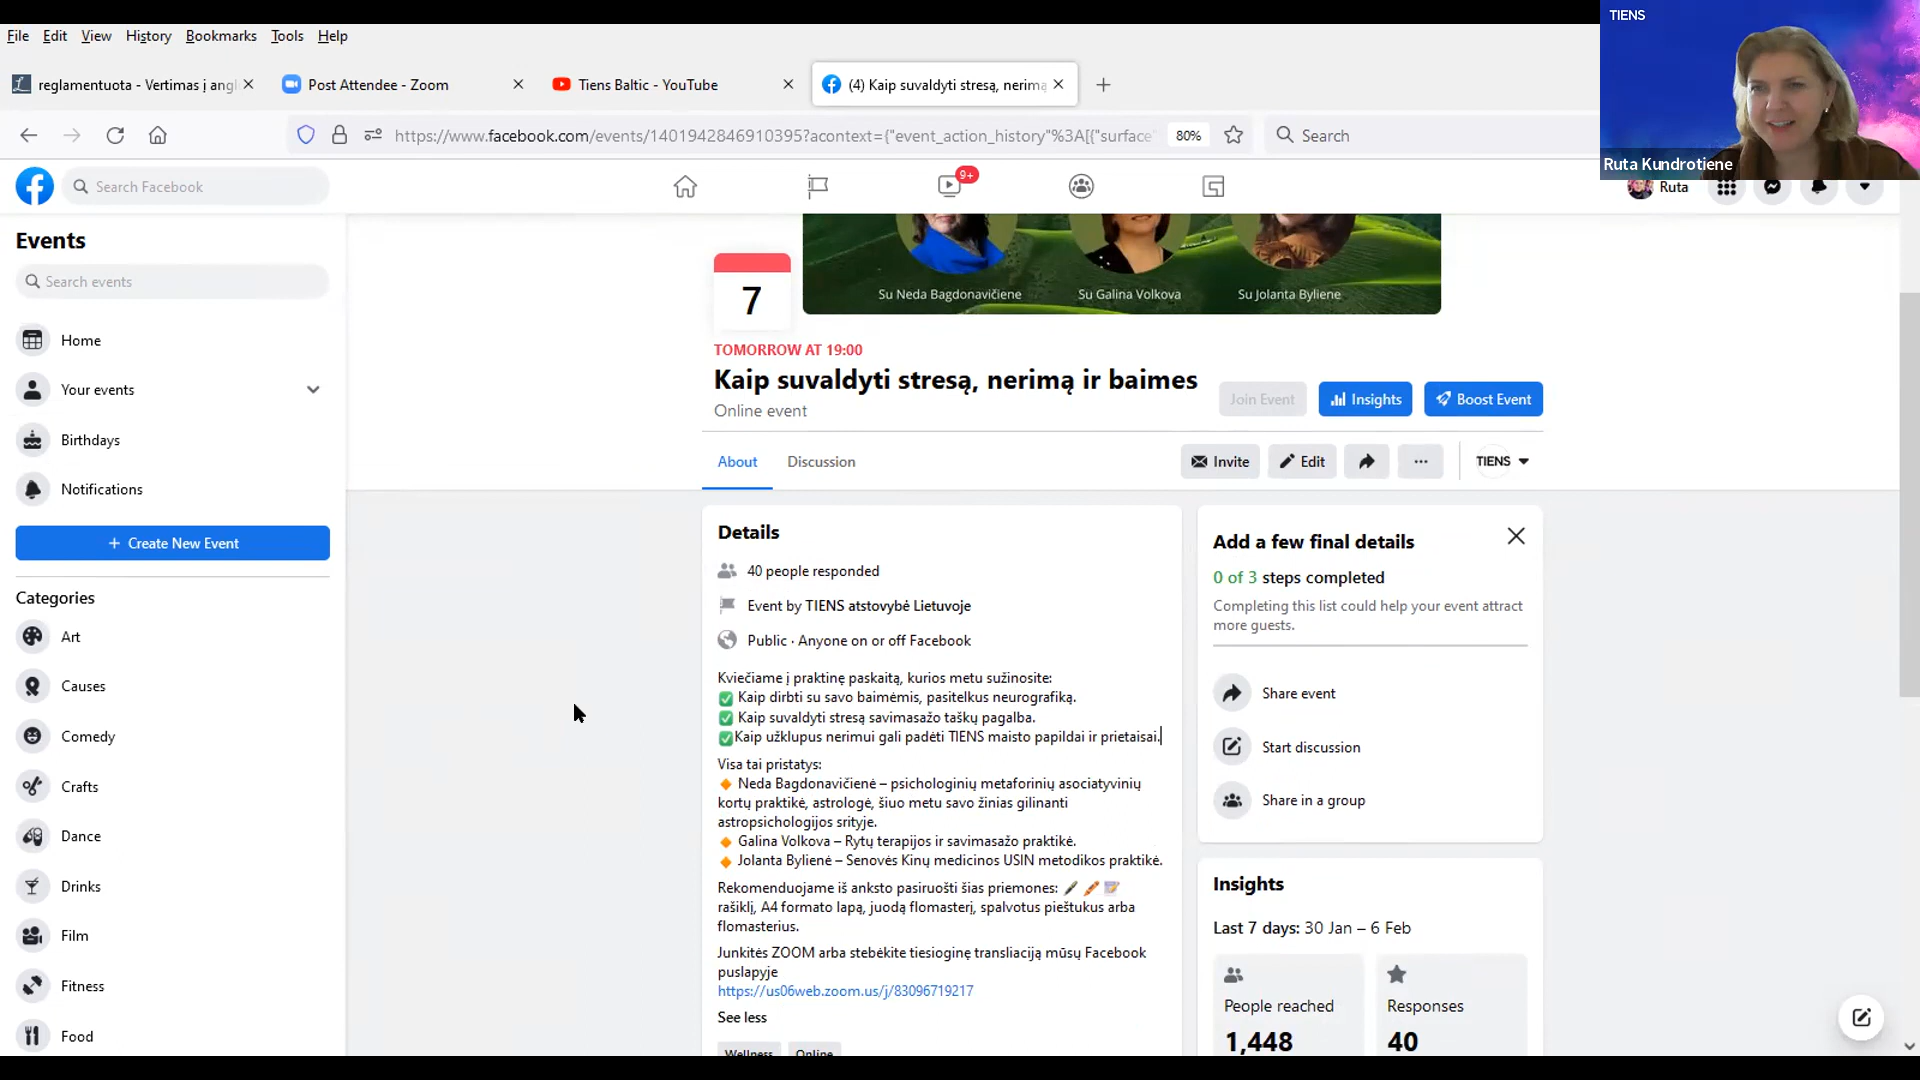 File Edit View History Bookmarks Tools Help
TIENS
reglamentuota - Vertimas į angl
Post Attendee - Zoom
Tiens Baltic - YouTube
(4) Kaip suvaldyti stresą, nerimą
https://www.facebook.com/events/1401942846910395?acontext={"event_action_history"%3A[{"surface"
80%
Search
Ruta Kundrotiene
Search Facebook
9+
Ruta
Events
Search events
Home
Your events
Birthdays
Notifications
+ Create New Event
Categories
Art
Causes
Comedy
Crafts
Dance
Drinks
Film
Fitness
Food
Su Neda Bagdonavičiene
Su Galina Volkova
Su Jolanta Byliene
7
TOMORROW AT 19:00
Kaip suvaldyti stresą, nerimą ir baimes
Online event
Join Event
Insights
Boost Event
About
Discussion
Invite
Edit
...
TIENS
Details
40 people responded
Event by TIENS atstovybė Lietuvoje
Public · Anyone on or off Facebook
Kviečiame į praktinę paskaitą, kurios metu sužinosite:
✅ Kaip dirbti su savo baimėmis, pasitelkus neurografiką.
✅ Kaip suvaldyti stresą savimasažo taškų pagalba.
✅Kaip užklupus nerimui gali padėti TIENS maisto papildai ir prietaisai.
Visa tai pristatys:
🔸 Neda Bagdonavičienė – psichologinių metaforinių asociatyvinių
kortų praktikė, astrologė, šiuo metu savo žinias gilinanti
astropsichologijos srityje.
🔸 Galina Volkova – Rytų terapijos ir savimasažo praktikė.
🔸 Jolanta Bylienė – Senovės Kinų medicinos USIN metodikos praktikė.
Rekomenduojame iš anksto pasiruošti šias priemones: 🖋 🖍 📝
rašiklį, A4 formato lapą, juodą flomasterį, spalvotus pieštukus arba
flomasterius.
Junkitės ZOOM arba stebėkite tiesioginę transliaciją mūsų Facebook
puslapyje
https://us06web.zoom.us/j/83096719217
See less
Wellness
Online
Add a few final details
0 of 3 steps completed
Completing this list could help your event attract
more guests.
Share event
Start discussion
Share in a group
Insights
Last 7 days: 30 Jan – 6 Feb
People reached
1,448
Responses
40